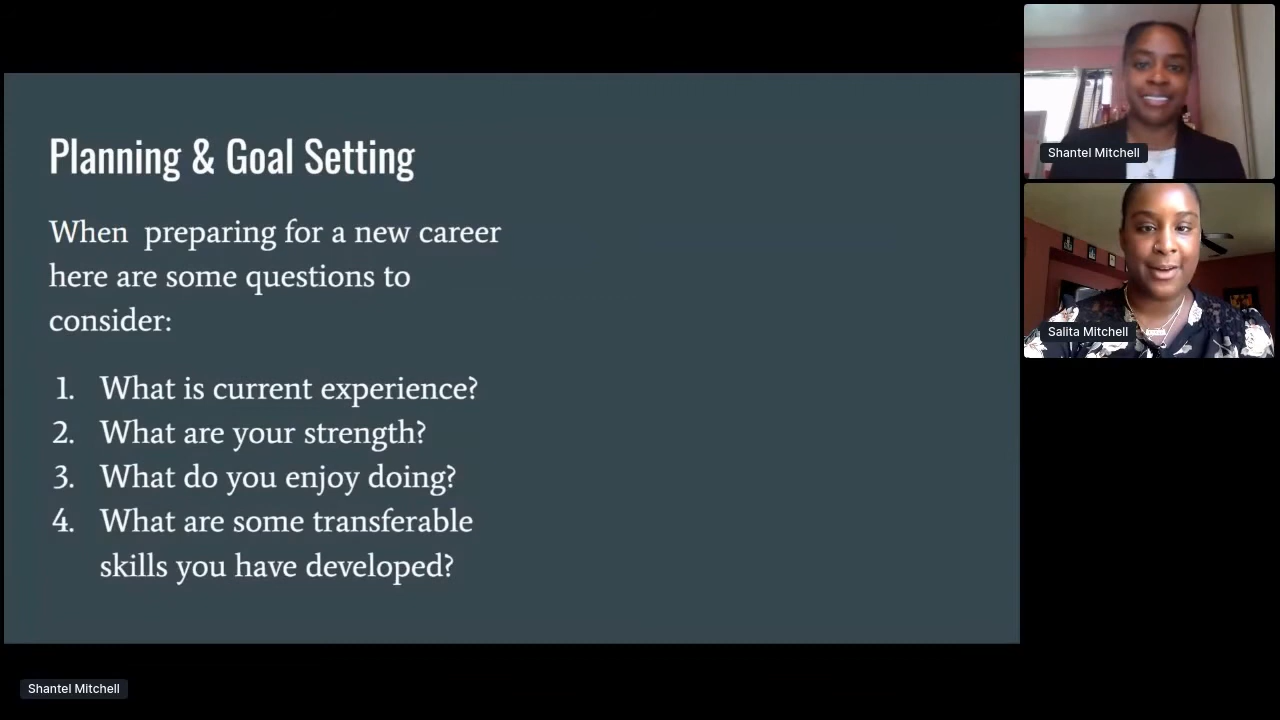 Planning & Goal Setting
When preparing for a new career
here are some questions to
consider:
1. What is current experience?
2. What are your strength?
3. What do you enjoy doing?
4. What are some transferable
skills you have developed?
Shantel Mitchell
Salita Mitchell
Shantel Mitchell